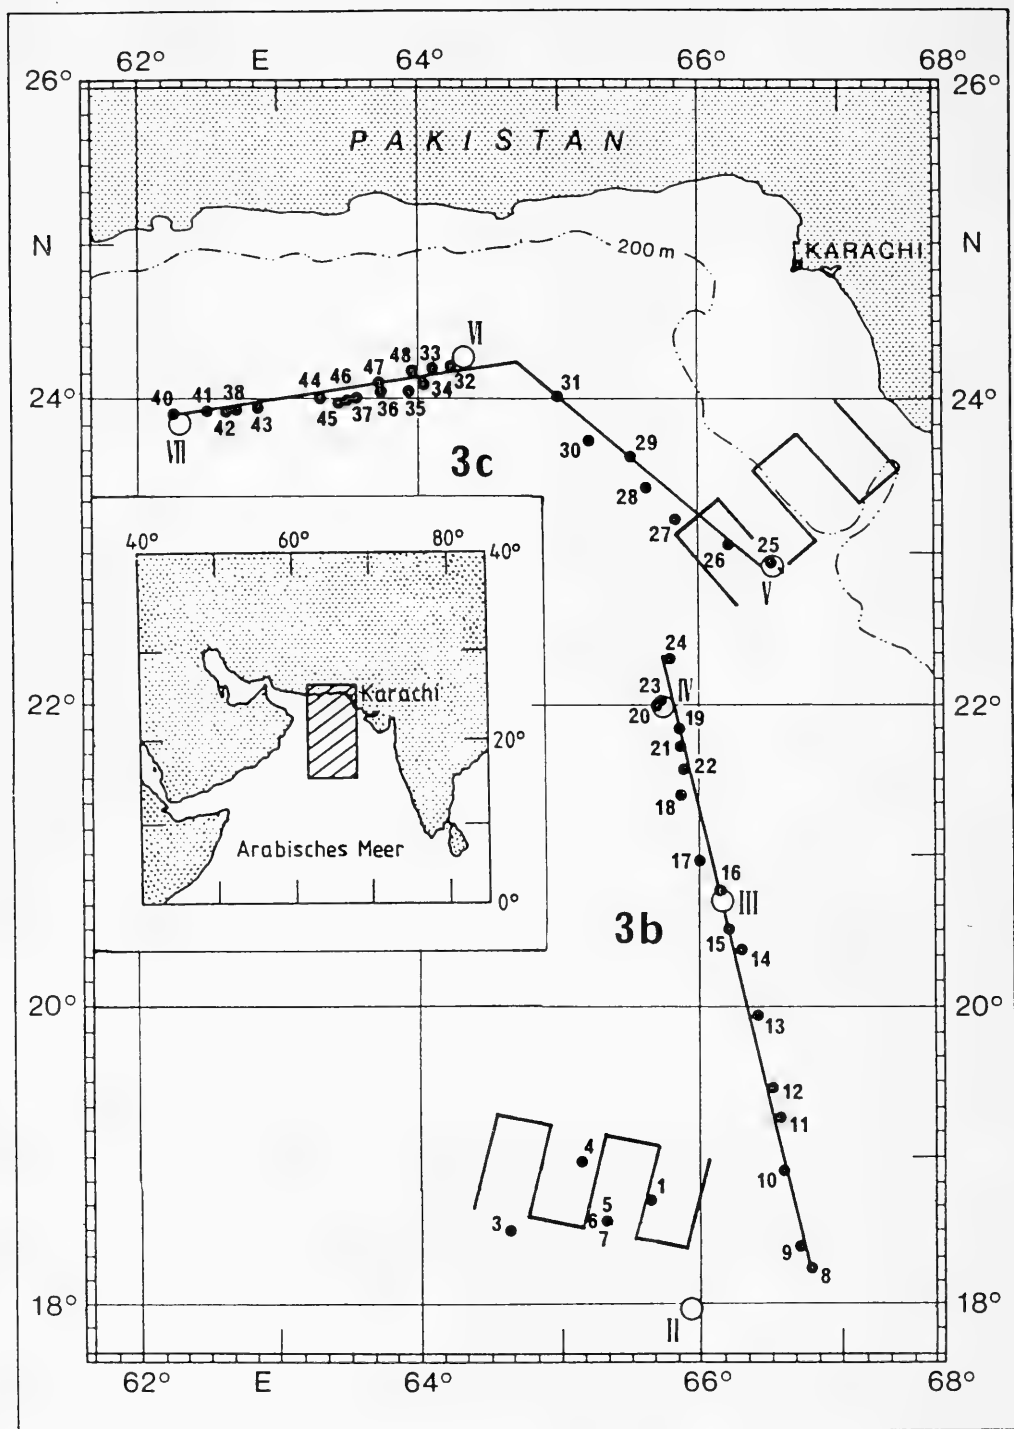 62° E 64° 66° 68°
26° 26°
PAKISTAN
N 200 m KARACHI N
VI
48 33
47 32
44 46 34
40 41 38 36 35
45 37
42 43
VII
24° 31 24°
30 29
3c
28
27
26 25
V
24
23 IV
22° 20 19 22°
21 22
18
17 16
III
3b
15 14
20° 13 20°
12
11
4 10
1
5
3 6
7
9 8
18° 18°
II
62° E 64° 66° 68°
40° 60° 80° 40°
Karachi
20°
Arabisches Meer
0°